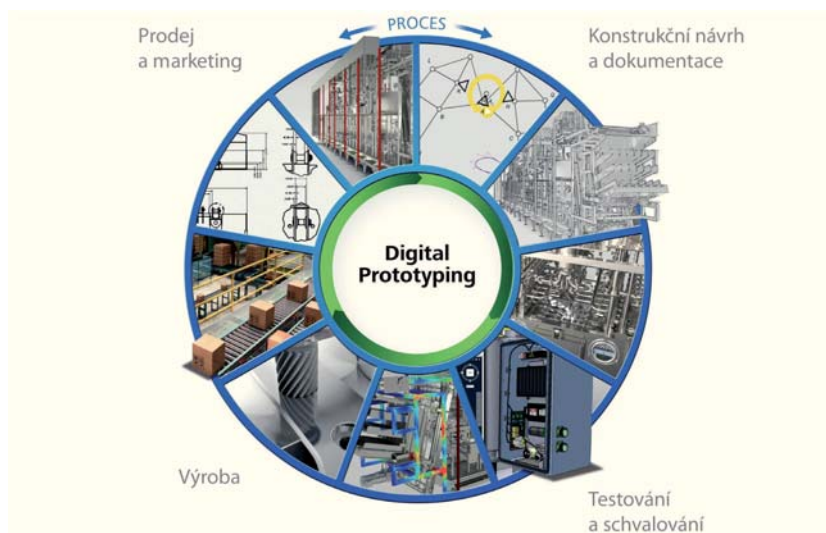 PROCES
Prodej
a marketing
Konstrukční návrh
a dokumentace
Digital
Prototyping
Výroba
Testování
a schvalování